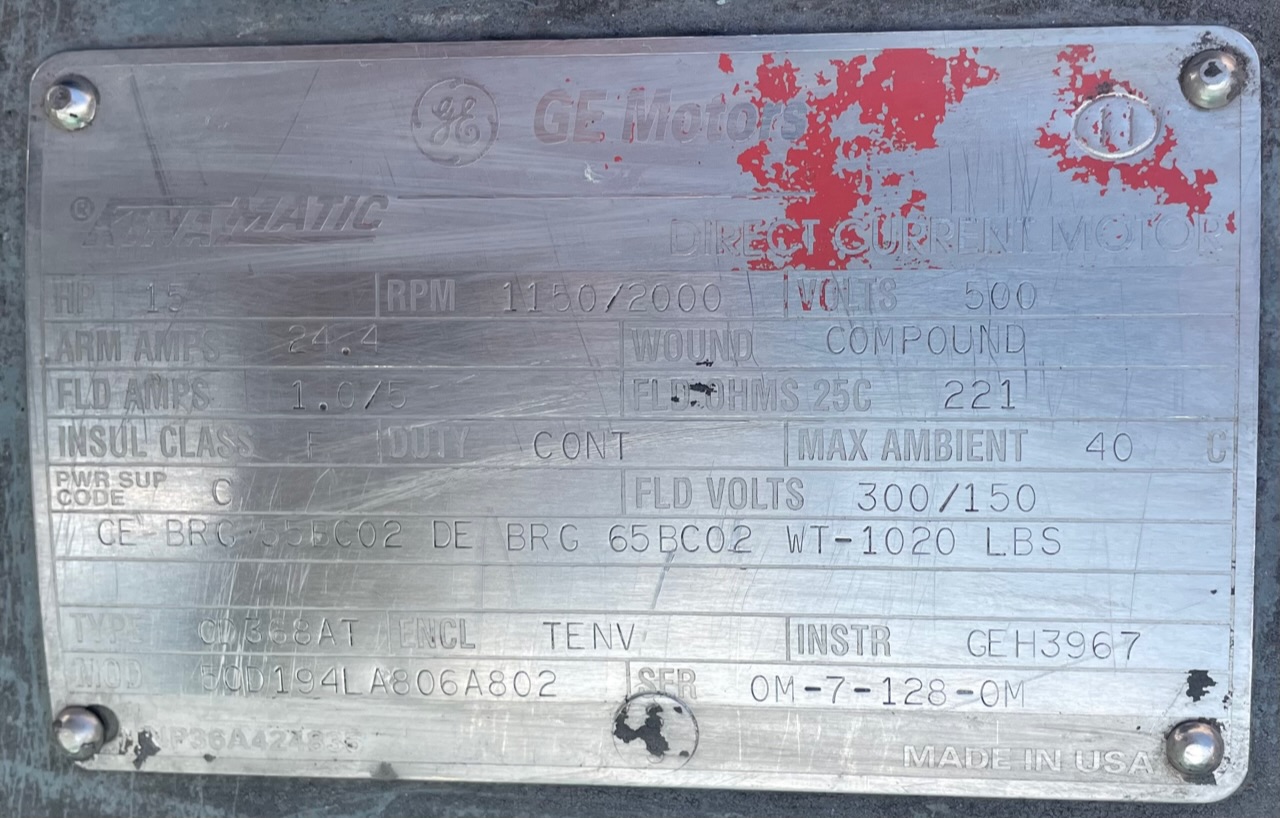 GE GE Motors
® KINAMATIC
DIRECT CURRENT MOTOR
HP 15 RPM 1150/2000 VOLTS 500
ARM AMPS 24.4 WOUND COMPOUND
FLD AMPS 1.0/5 FLD OHMS 25C 221
INSUL CLASS F DUTY CONT MAX AMBIENT 40 C
PWR SUP CODE C FLD VOLTS 300/150
CE BRG 55BC02 DE BRG 65BC02 WT-1020 LBS
TYPE CD368AT ENCL TENV INSTR GEH3967
MOD 5CD194LA806A802 SER OM-7-128-OM
MADE IN USA